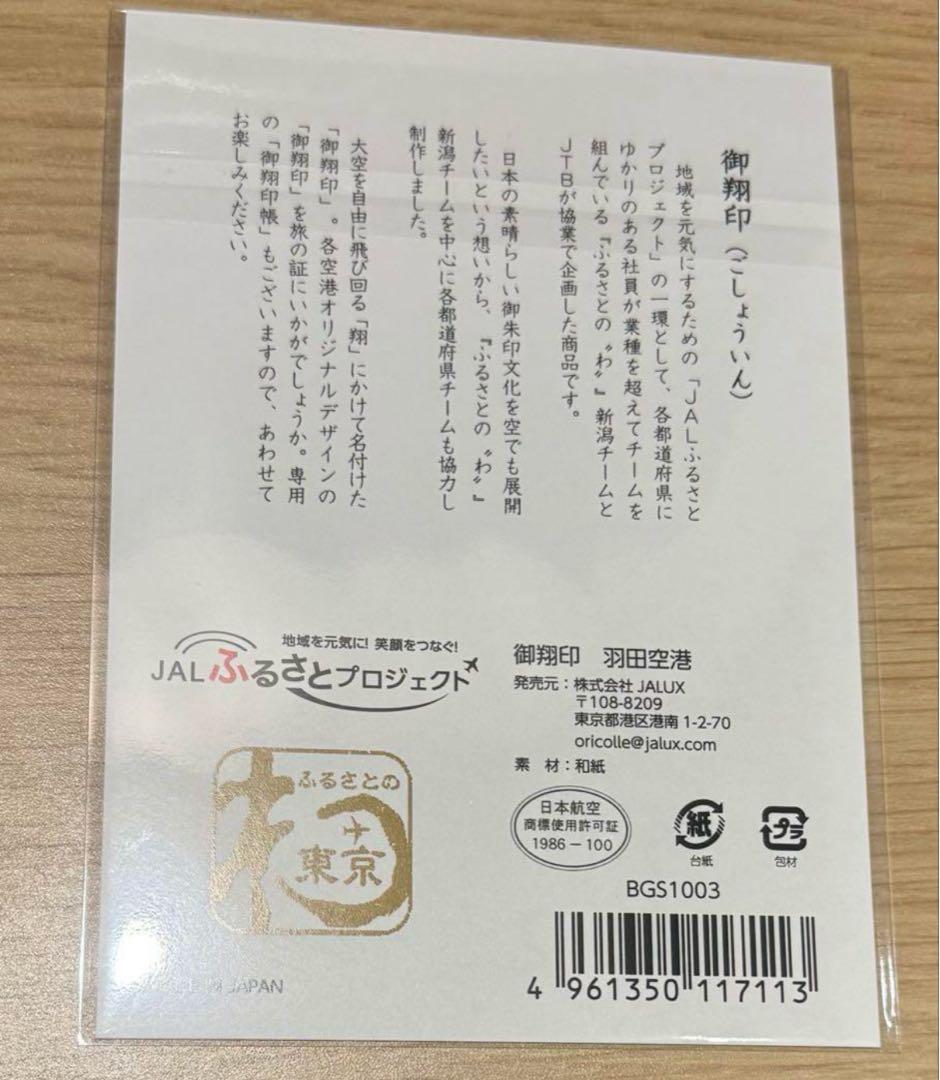 御翔印(ごしょういん)
地域を元気にするための「JALふるさと
プロジェクト」の一環として、各都道府県に
ゆかりのある社員が業種を超えてチームを
組んでいる『ふるさとの〝わ〟』新潟チームと
JTBが協業で企画した商品です。
日本の素晴らしい御朱印文化を空でも展開
したいという想いから、『ふるさとの〝わ〟』
新潟チームを中心に各都道府県チームも協力し
制作しました。
大空を自由に飛び回る「翔」にかけて名付けた
「御翔印」。各空港オリジナルデザインの
「御翔印」を旅の証にいかがでしょうか。専用
の「御翔印帳」もございますので、あわせて
お楽しみください。
地域を元気に! 笑顔をつなぐ!
JALふるさとプロジェクト
ふるさとの
東京
御翔印 羽田空港
発売元:株式会社 JALUX
〒108-8209
東京都港区港南 1-2-70
oricolle@jalux.com
素 材:和紙
日本航空
商標使用許可証
1986-100
紙
台紙
プラ
包材
BGS1003
4 961350 117113
JAPAN